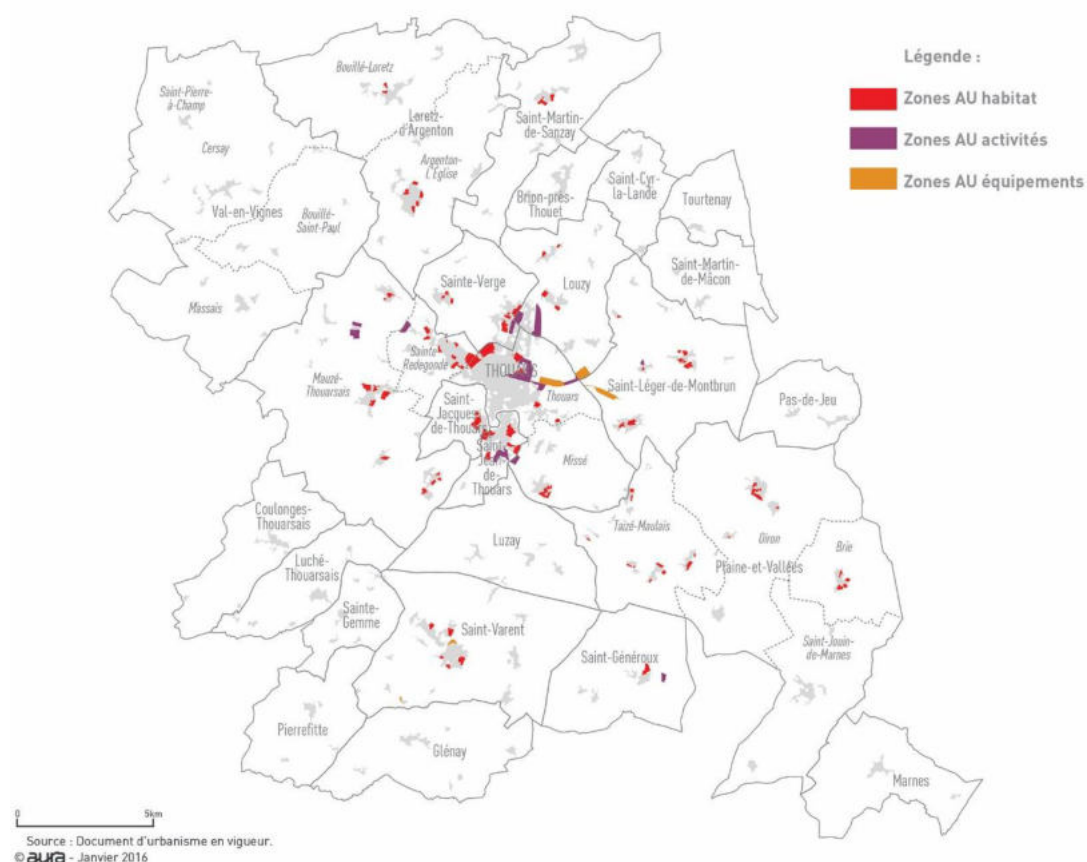 Légende :
Zones AU habitat
Zones AU activités
Zones AU équipements
Bouillé-Loretz
Saint-Pierre-
à-Champ
Loretz-
d'Argenton
Saint-Martin-
de-Sanzay
Cersay
Argenton-
L'Église
Saint-Cyr-
la-Lande
Brion-près-
Thouet
Tourtenay
Val-en-Vignes
Bouillé-
Saint-Paul
Saint-Martin-
de-Mâcon
Sainte-Verge
Louzy
Massais
Sainte
Redegonde
THOUARS
Mauzé-
Thouarsais
Thouars
Saint-Léger-de-Montbrun
Pas-de-Jeu
Saint-
Jacques-
de-Thouars
Saint-
Jean-
de-
Thouars
Missé
Coulonges-
Thouarsais
Luzay
Taizé-Maulais
Oiron
Brie
Luché-
Thouarsais
Plaine-et-Vallées
Sainte-
Gemme
Saint-Varent
Saint-Généroux
Saint-Jouin-
de-Marnes
Pierrefitte
Glénay
Marnes
0 5km
Source : Document d'urbanisme en vigueur.
© aura - Janvier 2016